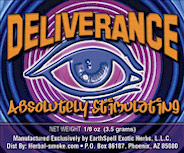 DELIVERANCE
Absolutely Stimulating
NET WEIGHT 1/8 oz (3.5 grams)
Manufactured Exclusively by EarthSpell Exotic Herbs, L.L.C.
Dist By: Herbal-smoke.com • P.O. Box 86187, Phoenix, AZ 85080